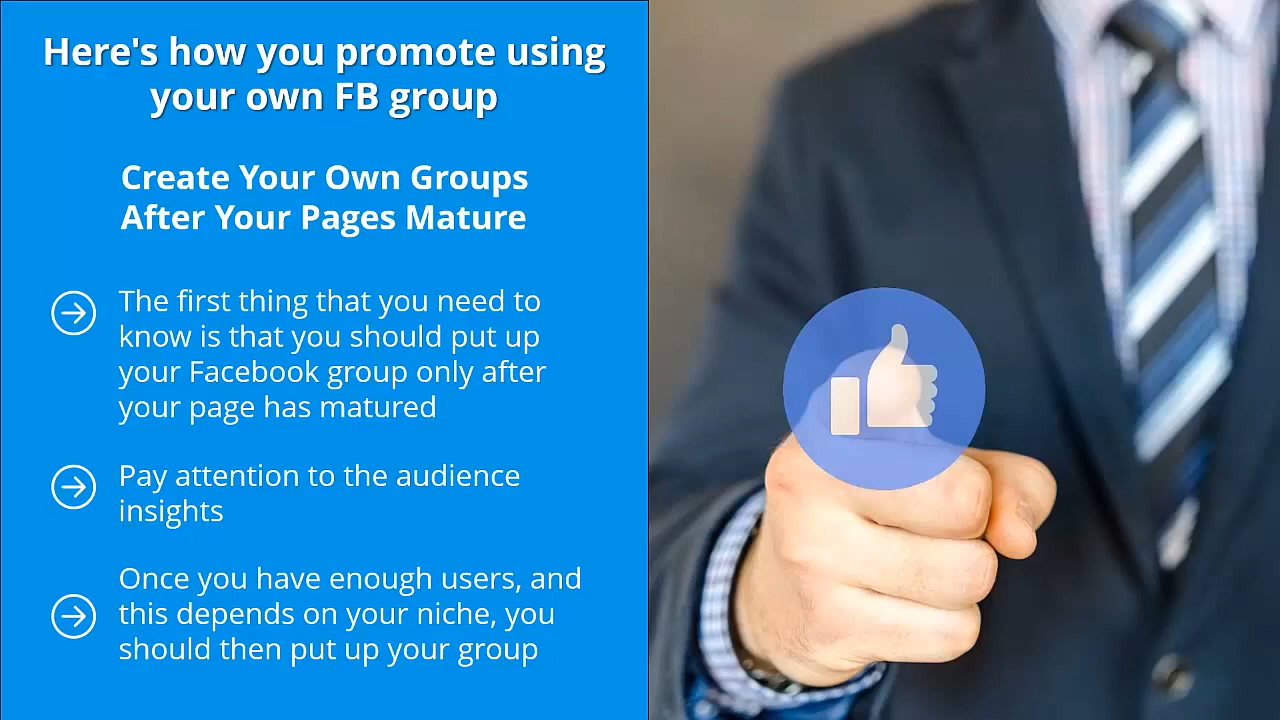 Here's how you promote using
your own FB group
Create Your Own Groups
After Your Pages Mature
The first thing that you need to
know is that you should put up
your Facebook group only after
your page has matured
Pay attention to the audience
insights
Once you have enough users, and
this depends on your niche, you
should then put up your group